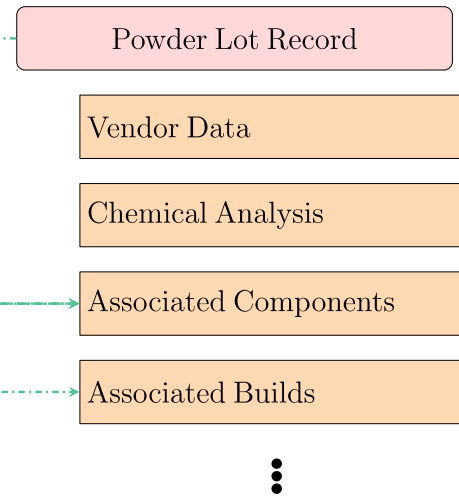 Powder Lot Record
Vendor Data
Chemical Analysis
Associated Components
Associated Builds